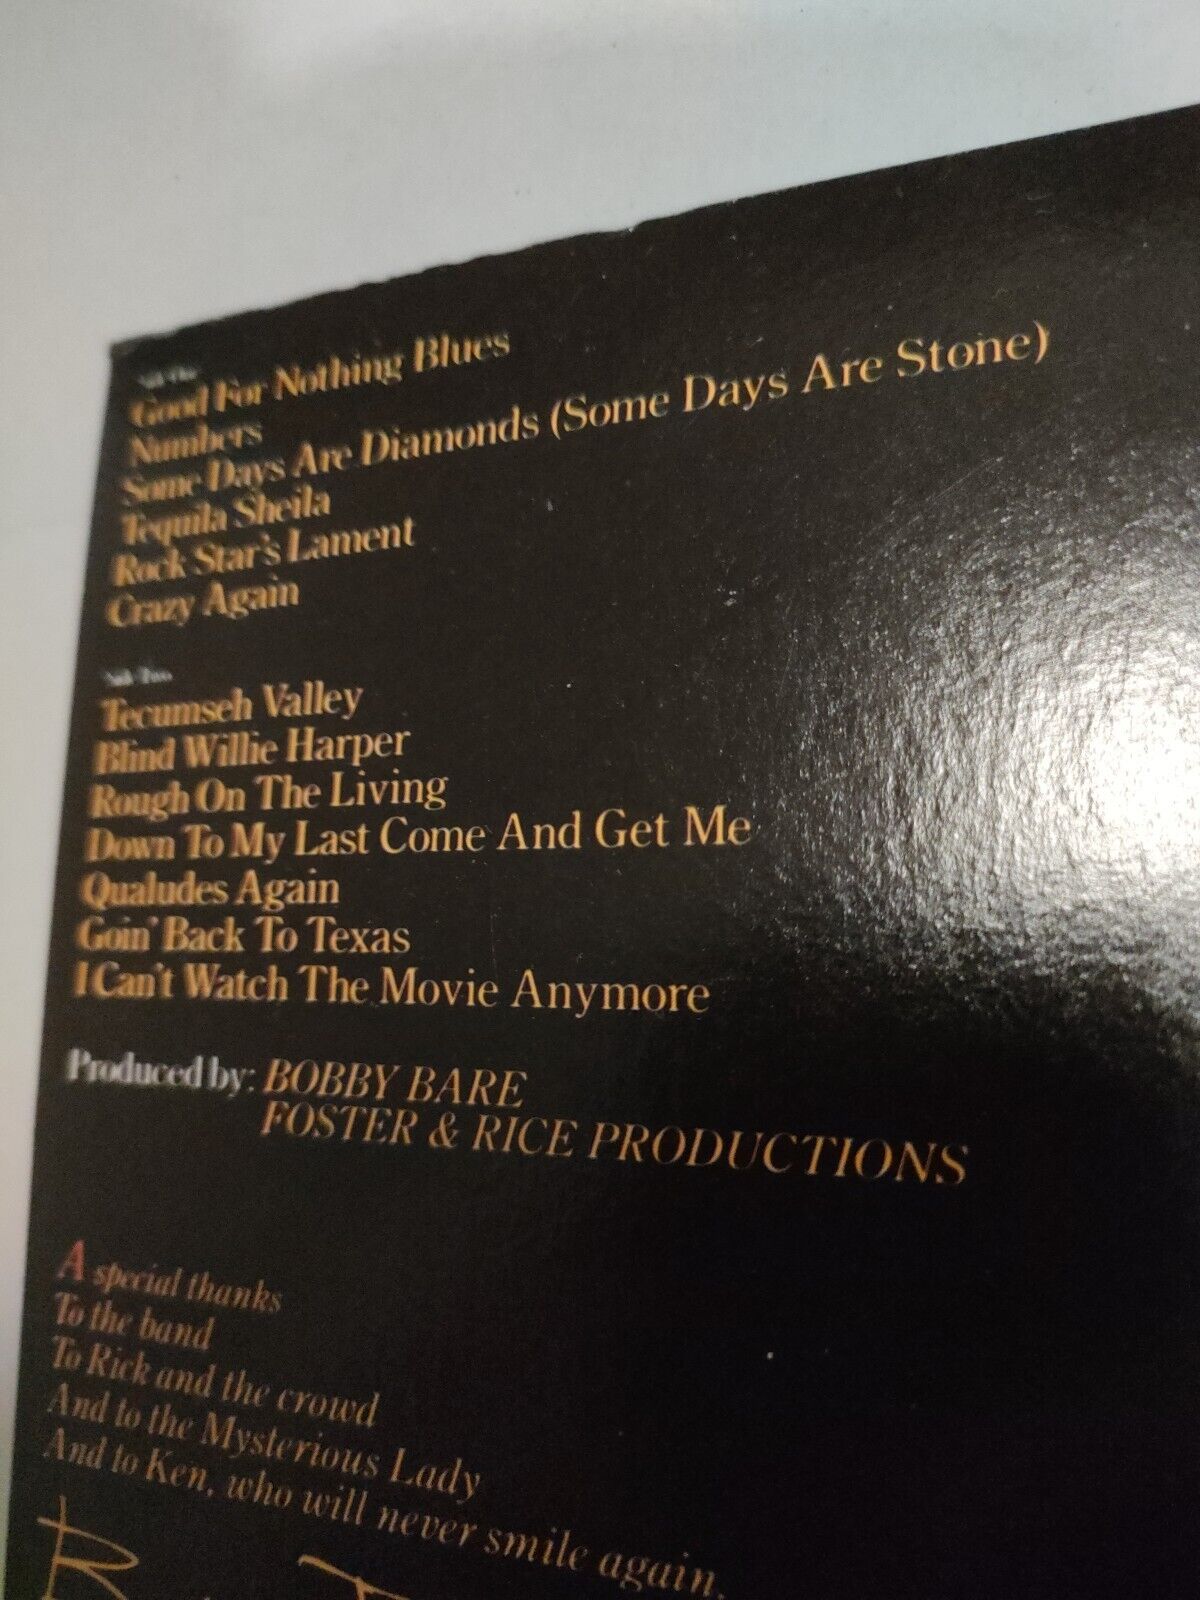 Side One
Good For Nothing Blues
Numbers
Some Days Are Diamonds (Some Days Are Stone)
Tequila Sheila
Rock Star's Lament
Crazy Again
Side Two
Tecumseh Valley
Blind Willie Harper
Rough On The Living
Down To My Last Come And Get Me
Qualudes Again
Goin' Back To Texas
I Can't Watch The Movie Anymore
Produced by: BOBBY BARE
FOSTER & RICE PRODUCTIONS
A special thanks
To the band
To Rick and the crowd
And to the Mysterious Lady
And to Ken, who will never smile again.